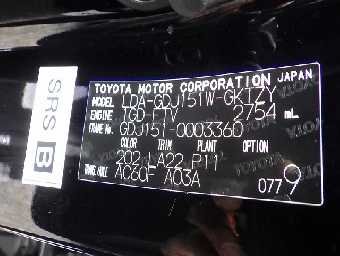 SRS B
TOYOTA MOTOR CORPORATION JAPAN
MODEL LDA-GDJ151W-GKTZY
ENGINE 1GD-FTV 2754 mL
FRAME No. GDJ151-0003360
COLOR TRIM PLANT OPTION
202 LA22 P11
TRANS./AXLE AC60F A03A
0779